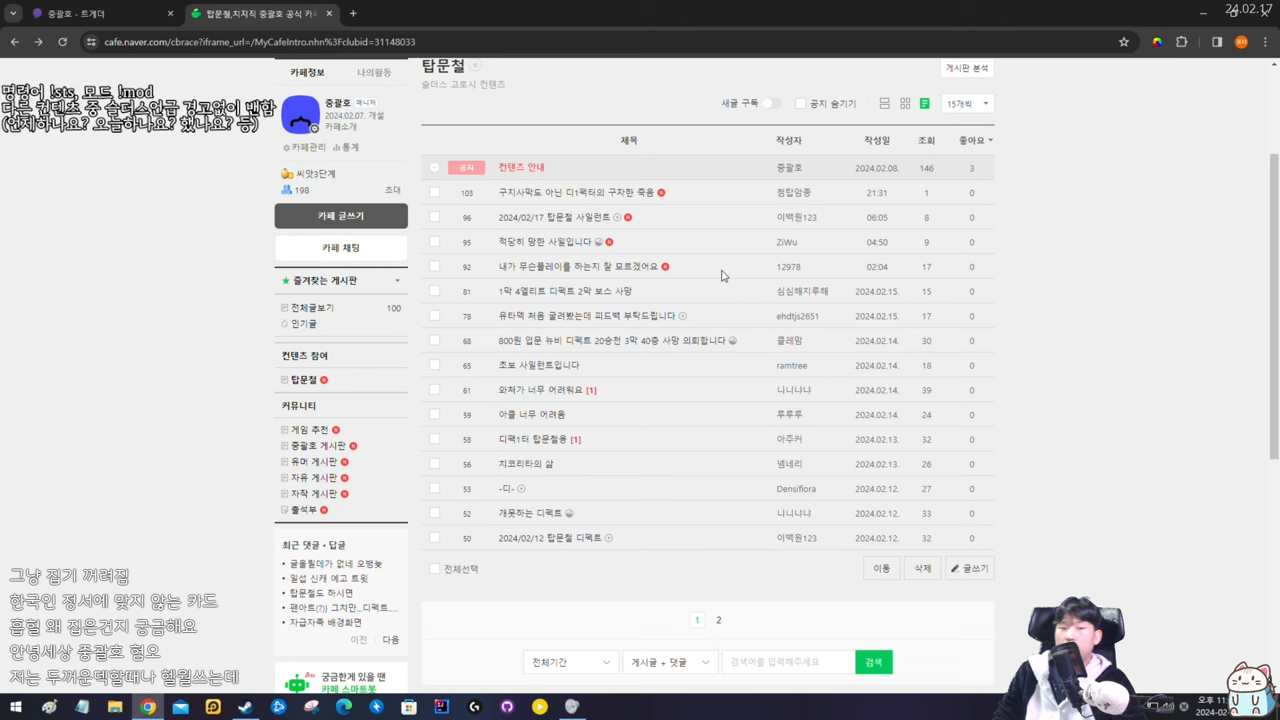 중괄호 - 트게더
탑문철,지자직 중괄호 공식 카
24.02.17
cafe.naver.com/cbrace?iframe_url=/MyCafeIntro.nhn%3Fclubid=31148033
명령어 !sts, 모드 !mod
다른 컨텐츠 중 슬더스언급 경고없이 밴함
(언제하나요? 오늘하나요? 했나요? 등)
카페정보
나의활동
중괄호 매니저
2024.02.07. 개설
카페소개
카페관리
통계
씨앗3단계
198
초대
카페 글쓰기
카페 채팅
즐겨찾는 게시판
전체글보기 100
인기글
컨텐츠 참여
탑문철
커뮤니티
게임 추천
중괄호 게시판
유머 게시판
자유 게시판
자작 게시판
출석부
최근 댓글 · 답글
글올릴데가 없네 오뱅놎
일섭 신캐 에고 트윗
탑문철도 하시면
팬아트(?)} 그치만...디펙트....
자급자족 배경화면
이전 다음
궁금한게 있을 땐
카페 스마트봇
탑문철
슬더스 고로시 컨텐츠
게시판 분석
새글 구독
공지 숨기기
15개씩
제목 작성자 작성일 조회 좋아요
공지 컨텐츠 안내 중괄호 2024.02.08. 146 3
103 구지사막도 아닌 디1펙터의 구차한 죽음 첨탑암종 21:31 1 0
96 2024/02/17 탑문철 사일런트 이백원123 06:05 8 0
95 적당히 망한 사일입니다 ZiWu 04:50 9 0
92 내가 무슨플레이를 하는지 잘 모르겠어요 12978 02:04 17 0
81 1막 4엘리트 디펙트 2막 보스 사망 심심해지루해 2024.02.15. 15 0
78 유타덱 처음 굴려봤는데 피드백 부탁드립니다 ehdtjs2651 2024.02.15. 17 0
68 800원 입문 뉴비 디펙트 20승천 3막 40층 사망 의뢰합니다 클레맘 2024.02.14. 30 0
65 초보 사일런트입니다 ramtree 2024.02.14. 18 0
61 와처가 너무 어려워요 [1] 니니냐냐 2024.02.14. 39 0
59 아클 너무 어려움 루루루 2024.02.14. 24 0
58 디팩1터 탑문철용 [1] 아주커 2024.02.13. 32 0
56 치코리타의 삶 넴네리 2024.02.13. 26 0
53 -디- Densiflora 2024.02.12. 27 0
52 개못하는 디펙트 니니냐냐 2024.02.12. 33 0
50 2024/02/12 탑문철 디펙트 이백원123 2024.02.12. 32 0
전체선택
이동
삭제
글쓰기
1 2
전체기간
게시글 + 댓글
검색어를 입력해주세요
검색
그냥 집기 꺼려짐
한국인 정서에 맞지 않는 카드
흡혈 왜 집은건지 궁금해요
안녕세상 중괄호 혐오
저는 두꺼운덱할때나 헬월쓰는데